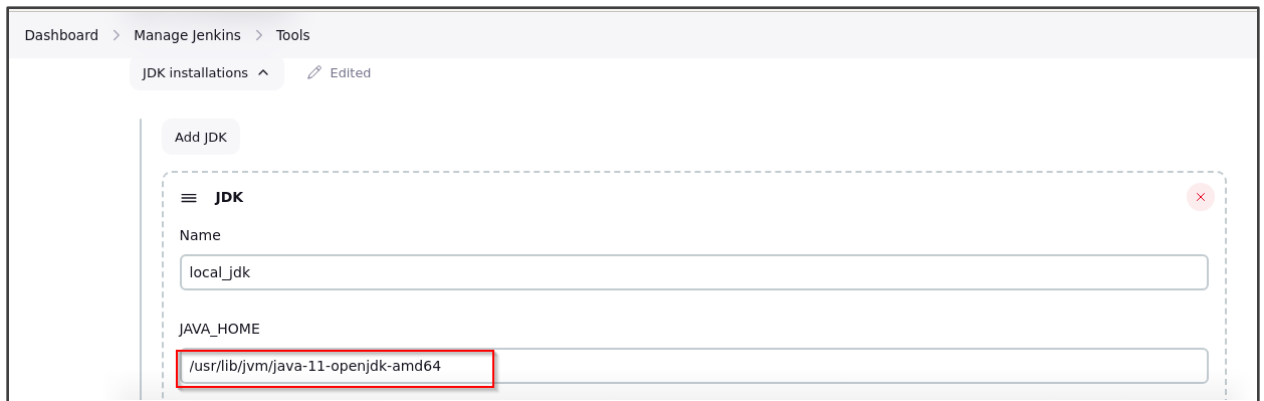 Dashboard > Manage Jenkins > Tools
JDK installations Edited
Add JDK
JDK
Name
local_jdk
JAVA_HOME
/usr/lib/jvm/java-11-openjdk-amd64